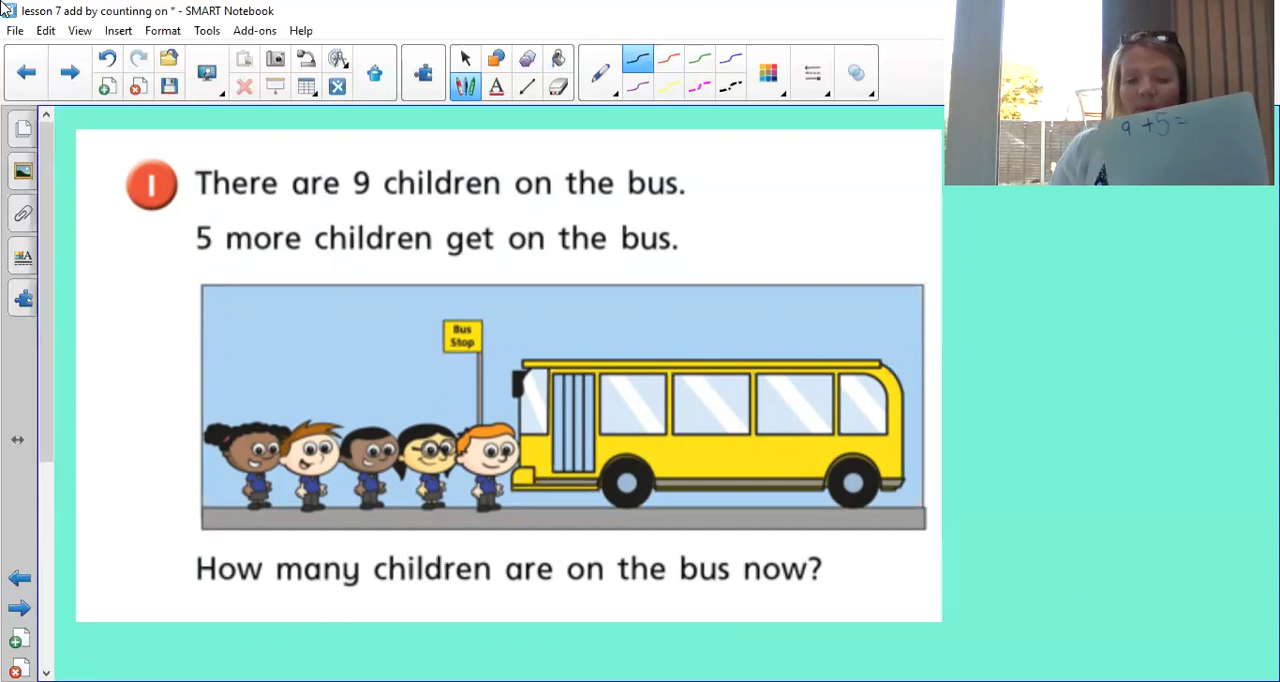 lesson 7 add by countinng on * - SMART Notebook
File Edit View Insert Format Tools Add-ons Help
9 + 5 =
1 There are 9 children on the bus.
5 more children get on the bus.
Bus
Stop
How many children are on the bus now?